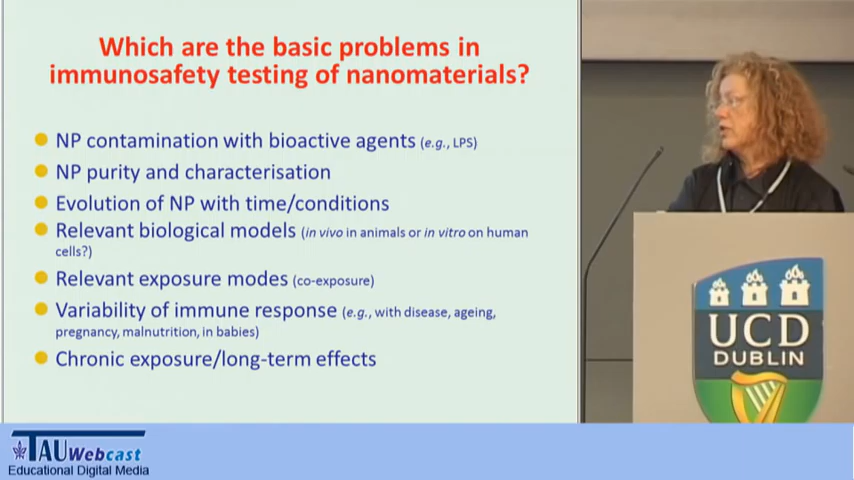 Which are the basic problems in
immunosafety testing of nanomaterials?
NP contamination with bioactive agents (e.g., LPS)
NP purity and characterisation
Evolution of NP with time/conditions
Relevant biological models (in vivo in animals or in vitro on human
cells?)
Relevant exposure modes (co-exposure)
Variability of immune response (e.g., with disease, ageing,
pregnancy, malnutrition, in babies)
Chronic exposure/long-term effects
UCD
DUBLIN
TAUWebcast
Educational Digital Media